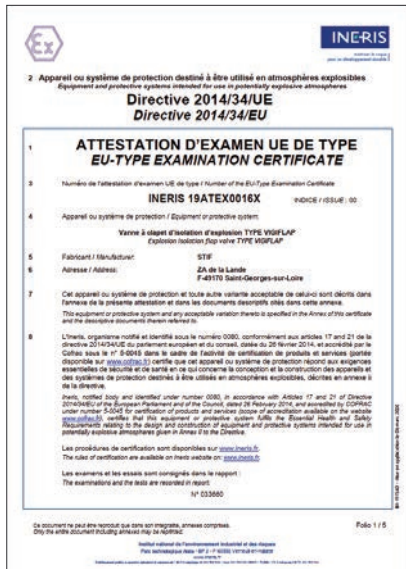 Ex
INERIS
maîtriser le risque
pour un développement durable
2 Appareil ou système de protection destiné à être utilisé en atmosphères explosibles
Equipment and protective systems intended for use in potentially explosive atmospheres
Directive 2014/34/UE
Directive 2014/34/EU
1 ATTESTATION D'EXAMEN UE DE TYPE
EU-TYPE EXAMINATION CERTIFICATE
3 Numéro de l'attestation d'examen UE de type / Number of the EU-Type Examination Certificate
INERIS 19ATEX0016X INDICE / ISSUE : 00
4 Appareil ou système de protection / Equipment or protective system:
Vanne à clapet d'isolation d'explosion TYPE VIGIFLAP
Explosion isolation flap valve TYPE VIGIFLAP
5 Fabricant / Manufacturer: STIF
6 Adresse / Address: ZA de la Lande
F-49170 Saint-Georges-sur-Loire
7 Cet appareil ou système de protection et toute autre variante acceptable de celui-ci sont décrits dans
l'annexe de la présente attestation et dans les documents descriptifs cités dans cette annexe.
This equipment or protective system and any acceptable variation thereto is specified in the Annex of this certificate
and the descriptive documents therein referred to.
8 L'Ineris, organisme notifié et identifié sous le numéro 0080, conformément aux articles 17 et 21 de la
directive 2014/34/UE du parlement européen et du conseil, datée du 26 février 2014, et accrédité par le
Cofrac sous le n° 5-0045 dans le cadre de l'activité de certification de produits et services (portée
disponible sur www.cofrac.fr) certifie que cet appareil ou système de protection répond aux exigences
essentielles de sécurité et de santé en ce qui concerne la conception et la construction des appareils et
des systèmes de protection destinés à être utilisés en atmosphères explosibles, décrites en annexe II
de la directive.
Ineris, notified body and identified under number 0080, in accordance with Articles 17 and 21 of Directive
2014/34/EU of the European Parliament and of the Council, dated 26 February 2014, and accredited by COFRAC
under number 5-0045 for certification of products and services (scope of accreditation available on the website
www.cofrac.fr), certifies that this equipment or protective system fulfils the Essential Health and Safety
Requirements relating to the design and construction of equipment and protective systems intended for use in
potentially explosive atmospheres given in Annex II to the Directive.
Les procédures de certification sont disponibles sur www.ineris.fr.
The rules of certification are available on Ineris website on: www.ineris.fr.
Les examens et les essais sont consignés dans le rapport :
The examinations and the tests are recorded in report:
N° 033660
Ce document ne peut être reproduit que dans son intégralité, annexes comprises.
Only the entire document including annexes may be reprinted.
Folio 1 / 5
Institut national de l'environnement industriel et des risques